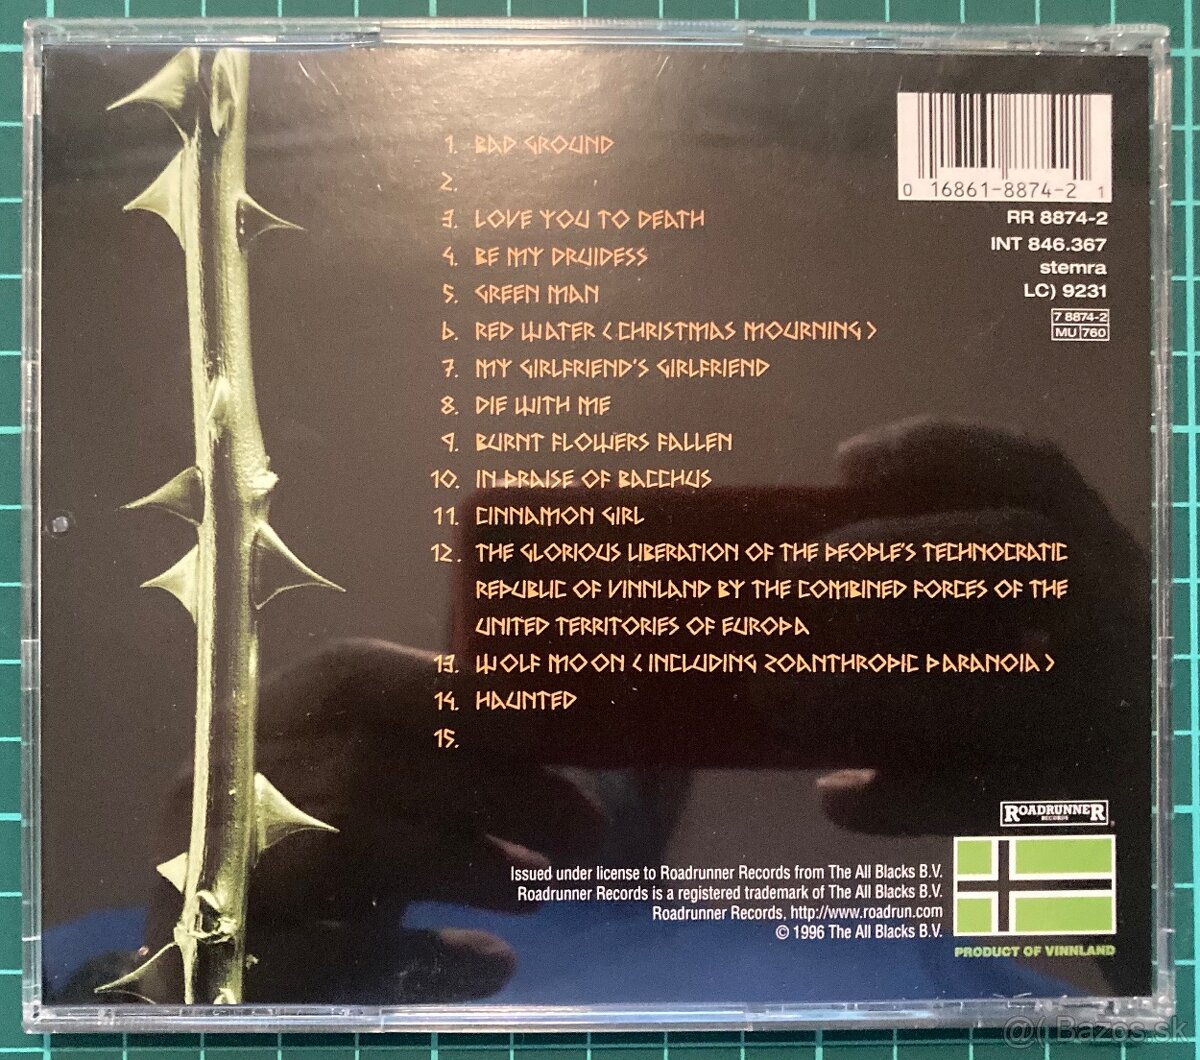 1. BAD GROUND
2.
3. LOVE YOU TO DEATH
4. BE MY DRUIDESS
5. GREEN MAN
6. RED WATER (CHRISTMAS MOURNING)
7. MY GIRLFRIEND'S GIRLFRIEND
8. DIE WITH ME
9. BURNT FLOWERS FALLEN
10. IN PRAISE OF BACCHUS
11. CINNAMON GIRL
12. THE GLORIOUS LIBERATION OF THE PEOPLE'S TECHNOCRATIC
REPUBLIC OF VINNLAND BY THE COMBINED FORCES OF THE
UNITED TERRITORIES OF EUROPA
13. WOLF MOON (INCLUDING ZOANTHROPIC PARANOIA)
14. HAUNTED
15.
0 16861-8874-2 1
RR 8874-2
INT 846.367
stemra
LC) 9231
7 8874-2
MU 760
ROADRUNNER
RECORDS
Issued under license to Roadrunner Records from The All Blacks B.V.
Roadrunner Records is a registered trademark of The All Blacks B.V.
Roadrunner Records, http://www.roadrun.com
© 1996 The All Blacks B.V.
PRODUCT OF VINNLAND
Bazos.sk